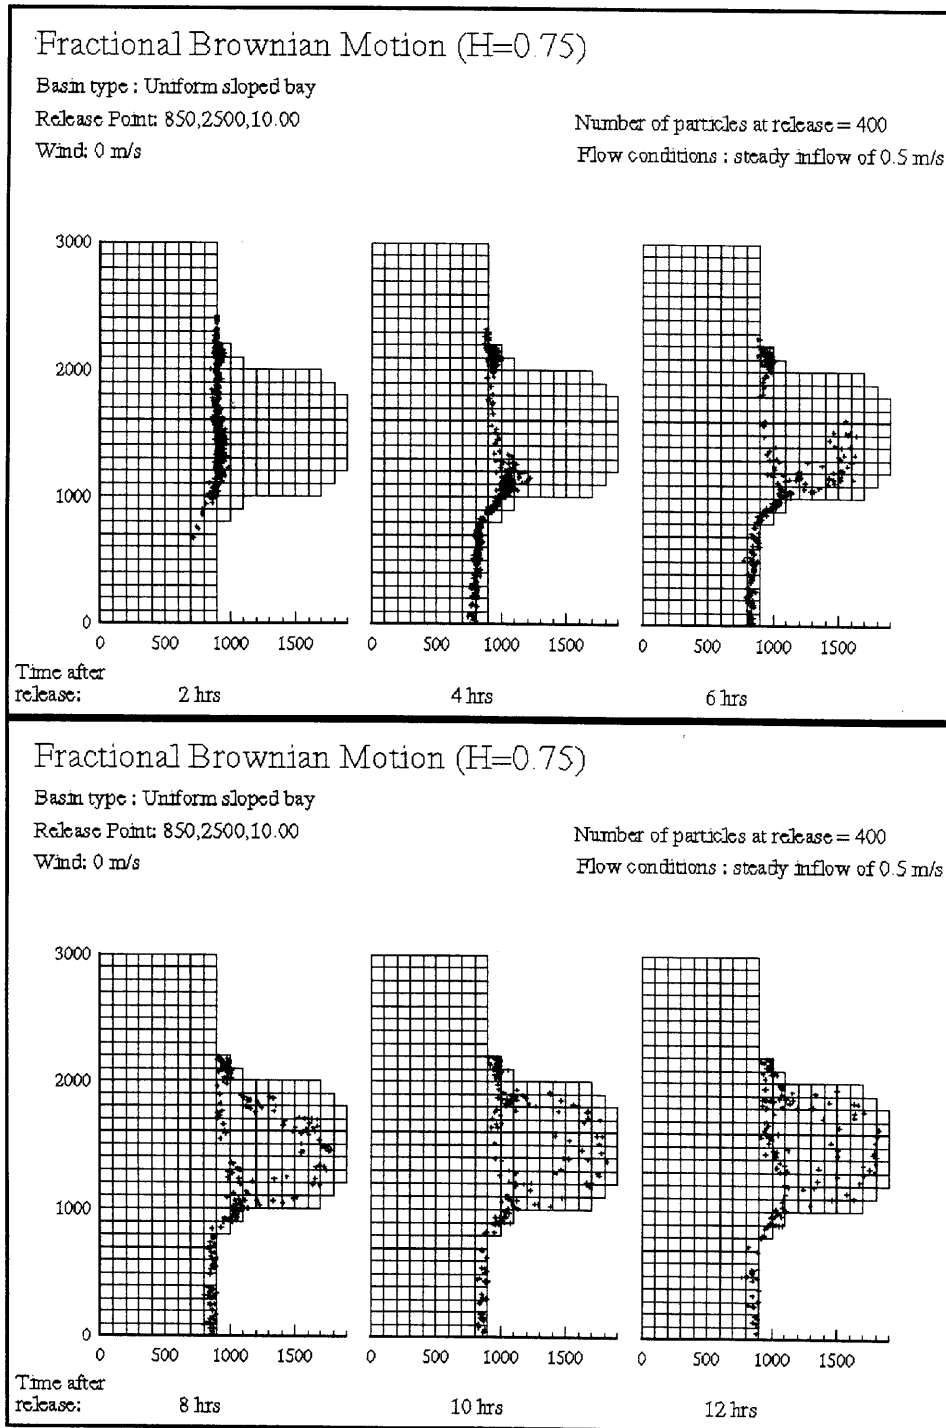 Fractional Brownian Motion (H=0.75)
Basin type : Uniform sloped bay
Release Point: 850,2500,10.00
Wind: 0 m/s
Number of particles at release = 400
Flow conditions : steady inflow of 0.5 m/s
3000
2000
1000
0
0 500 1000 1500 0 500 1000 1500 0 500 1000 1500
Time after
release: 2 hrs 4 hrs 6 hrs
Fractional Brownian Motion (H=0.75)
Basin type : Uniform sloped bay
Release Point: 850,2500,10.00
Wind: 0 m/s
Number of particles at release = 400
Flow conditions : steady inflow of 0.5 m/s
3000
2000
1000
0
0 500 1000 1500 0 500 1000 1500 0 500 1000 1500
Time after
release: 8 hrs 10 hrs 12 hrs